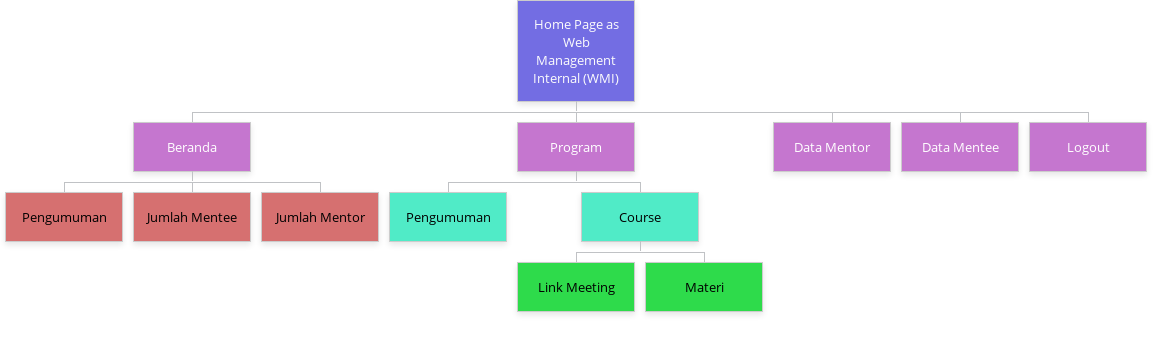 Home Page as
Web
Management
Internal (WMI)
Beranda
Program
Data Mentor
Data Mentee
Logout
Pengumuman
Jumlah Mentee
Jumlah Mentor
Pengumuman
Course
Link Meeting
Materi